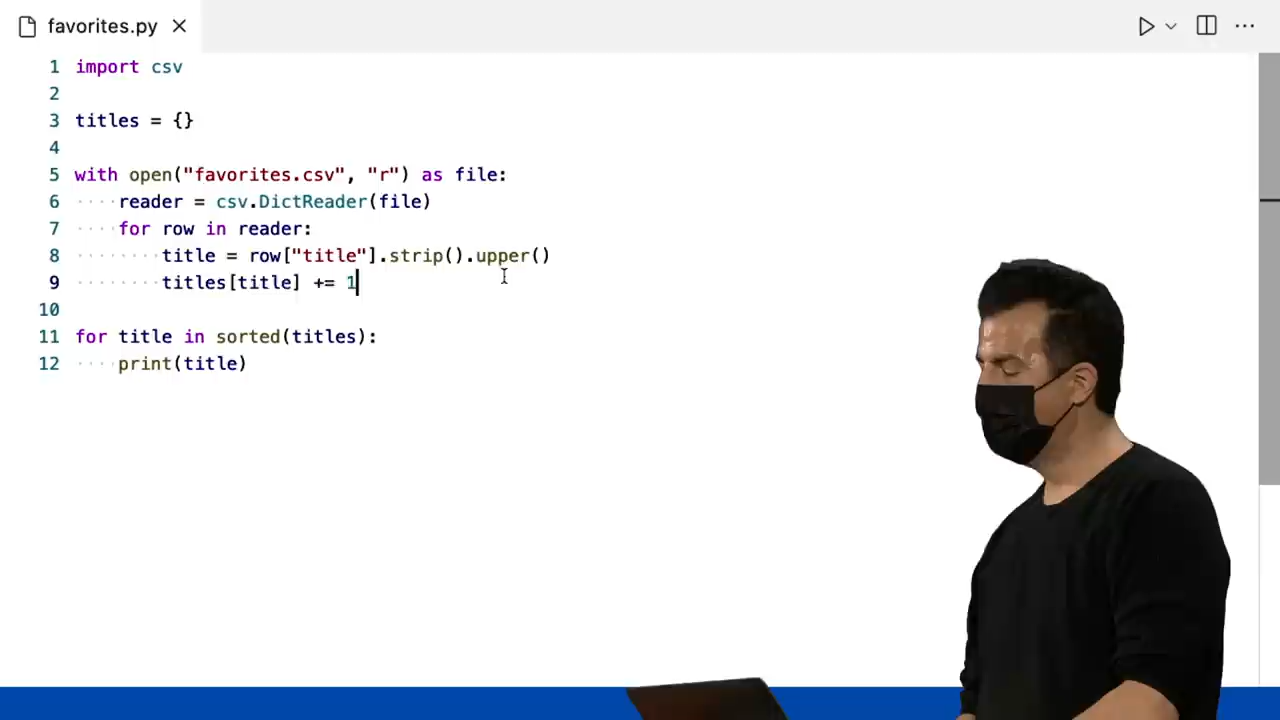 favorites.py
1 import csv
2
3 titles = {}
4
5 with open("favorites.csv", "r") as file:
6 ····reader = csv.DictReader(file)
7 ····for row in reader:
8 ········title = row["title"].strip().upper()
9 ········titles[title] += 1
10
11 for title in sorted(titles):
12 ····print(title)